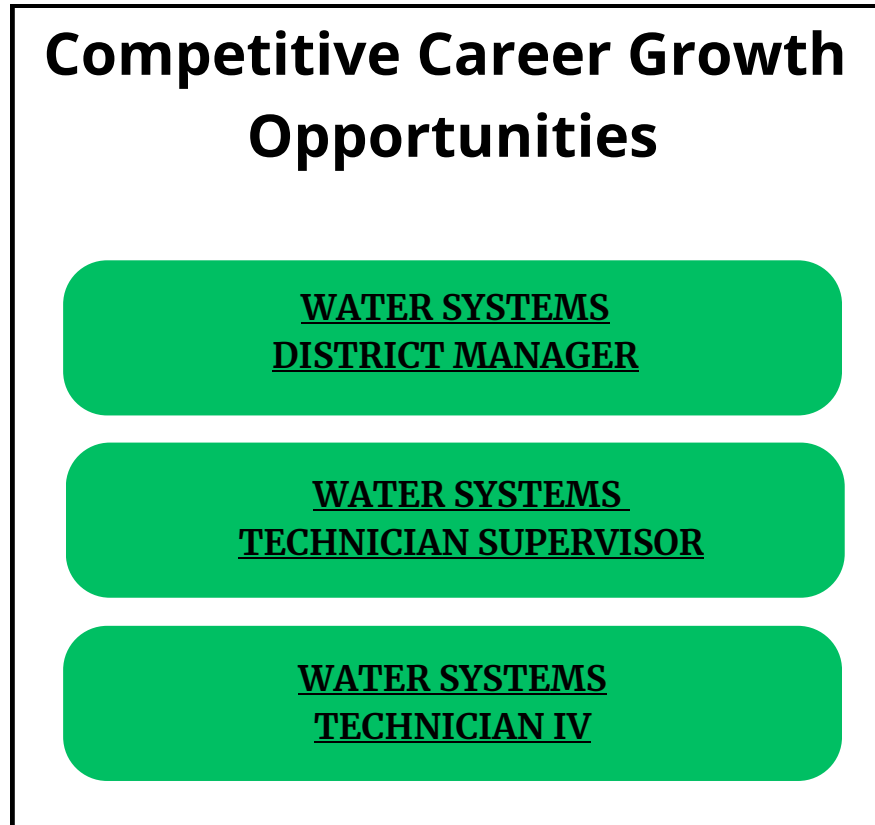 Competitive Career Growth
Opportunities
WATER SYSTEMS
DISTRICT MANAGER
WATER SYSTEMS
TECHNICIAN SUPERVISOR
WATER SYSTEMS
TECHNICIAN IV